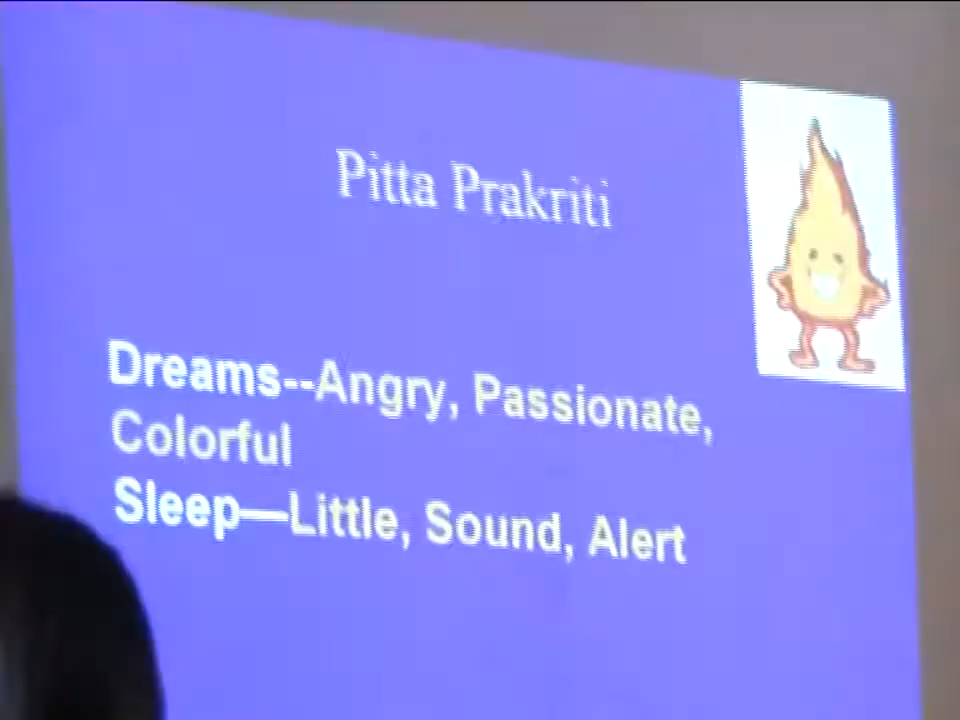 Pitta Prakriti
Dreams--Angry, Passionate,
Colorful
Sleep—Little, Sound, Alert